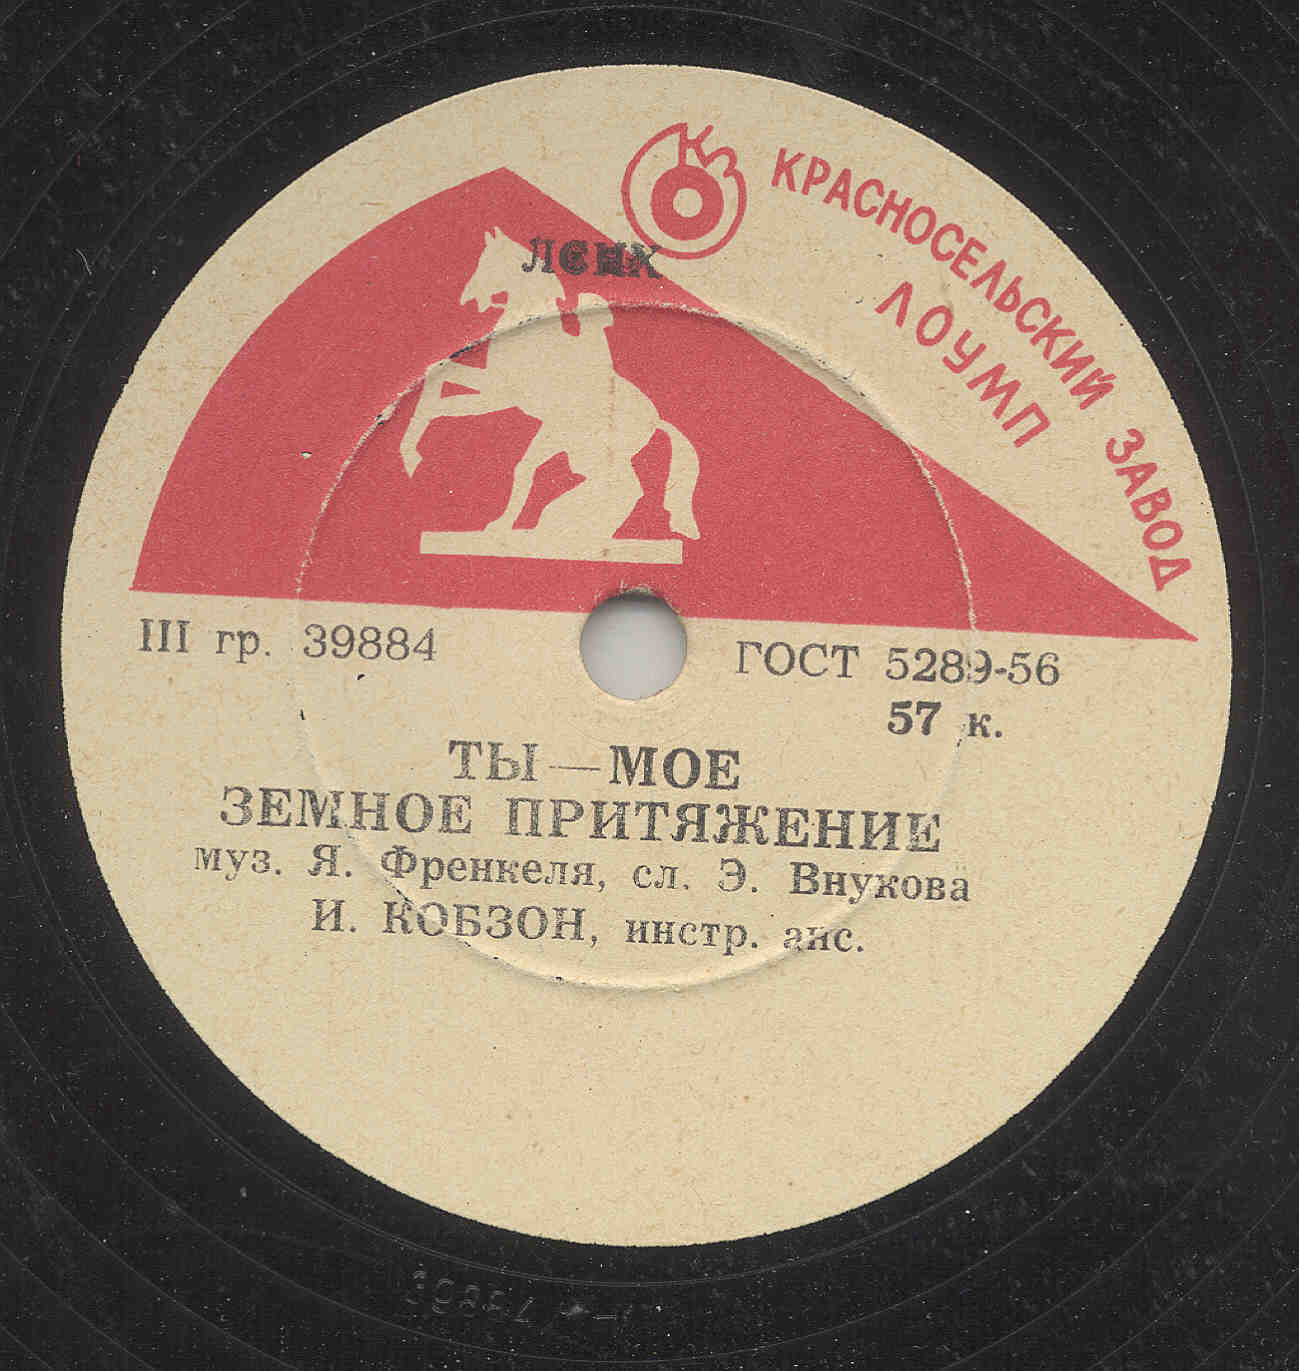 КРАСНОСЕЛЬСКИЙ ЗАВОД
ЛОУМП
ЛСНХ
III гр. 39884
ГОСТ 5289-56
57 к.
ТЫ — МОЕ
ЗЕМНОЕ ПРИТЯЖЕНИЕ
муз. Я. Френкеля, сл. Э. Внукова
И. КОБЗОН, инстр. анс.